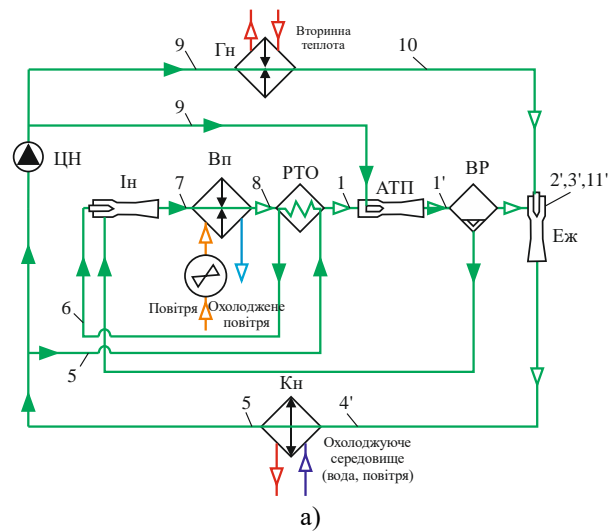 9
Гн
Вторинна
теплота
10
9
ЦН
Ін
7
Вп
8
РТО
1
АТП
1'
ВР
2',3',11'
Еж
Повітря
Охолоджене
повітря
6
5
5
Кн
4'
Охолоджуюче
середовище
(вода, повітря)
а)